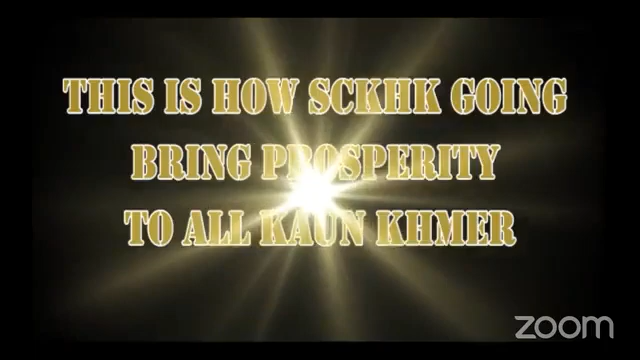 THIS IS HOW SCKHK GOING
BRING PROSPERITY
TO ALL KAUN KHMER
zoom